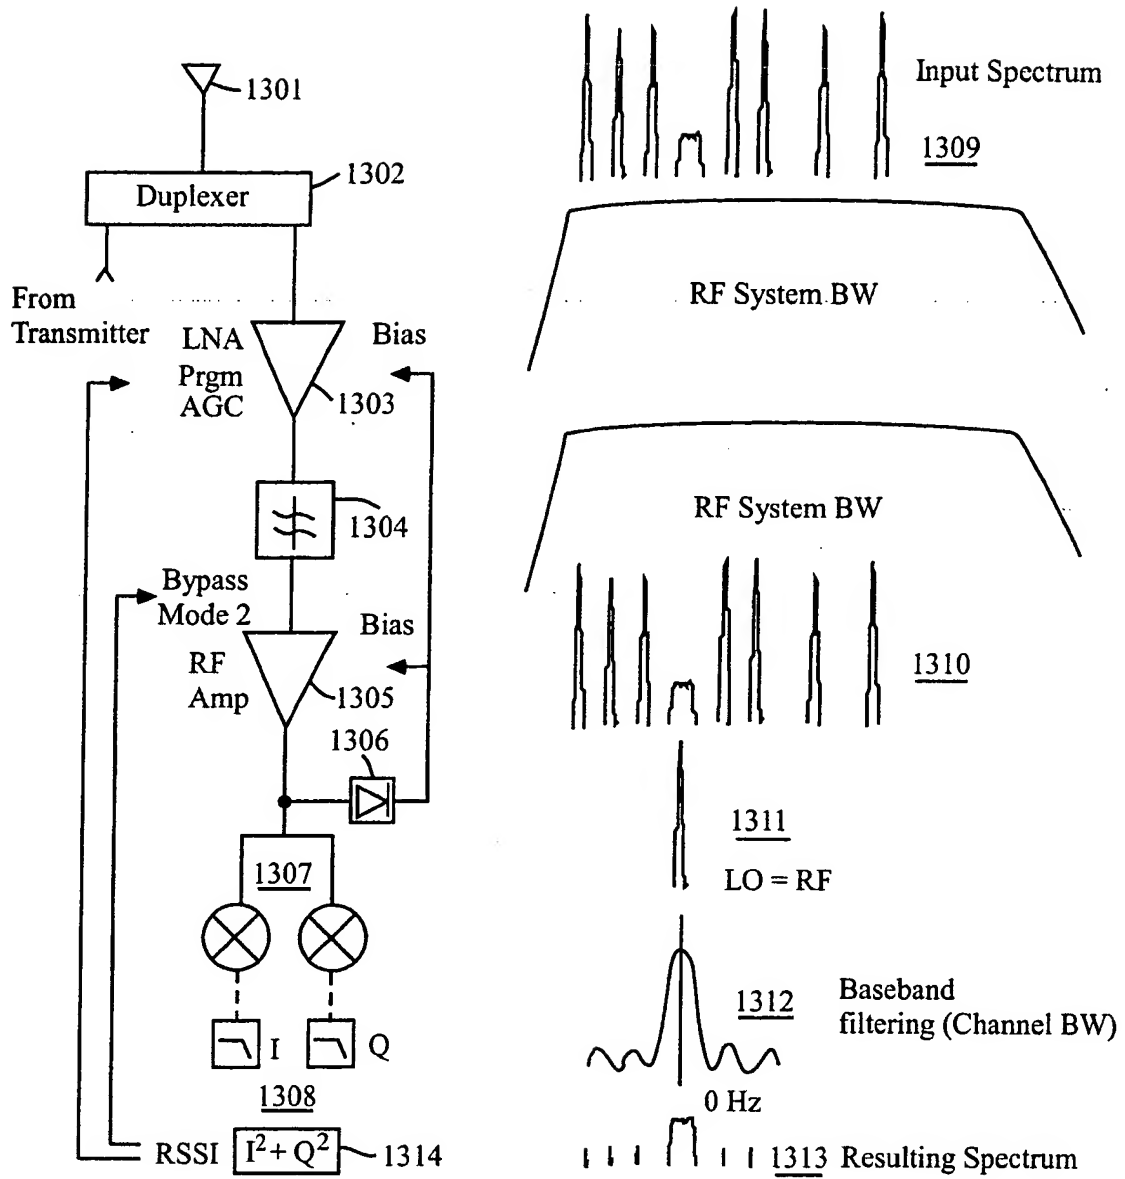 1301
Input Spectrum
1309
1302
Duplexer
From
Transmitter
RF System BW
LNA
Prgm
AGC
Bias
1303
1304
RF System BW
Bypass
Mode 2
Bias
RF
Amp
1305
1310
1306
1307
1311
LO = RF
1312
Baseband
filtering (Channel BW)
I
Q
1308
0 Hz
RSSI
I² + Q²
1314
1313
Resulting Spectrum